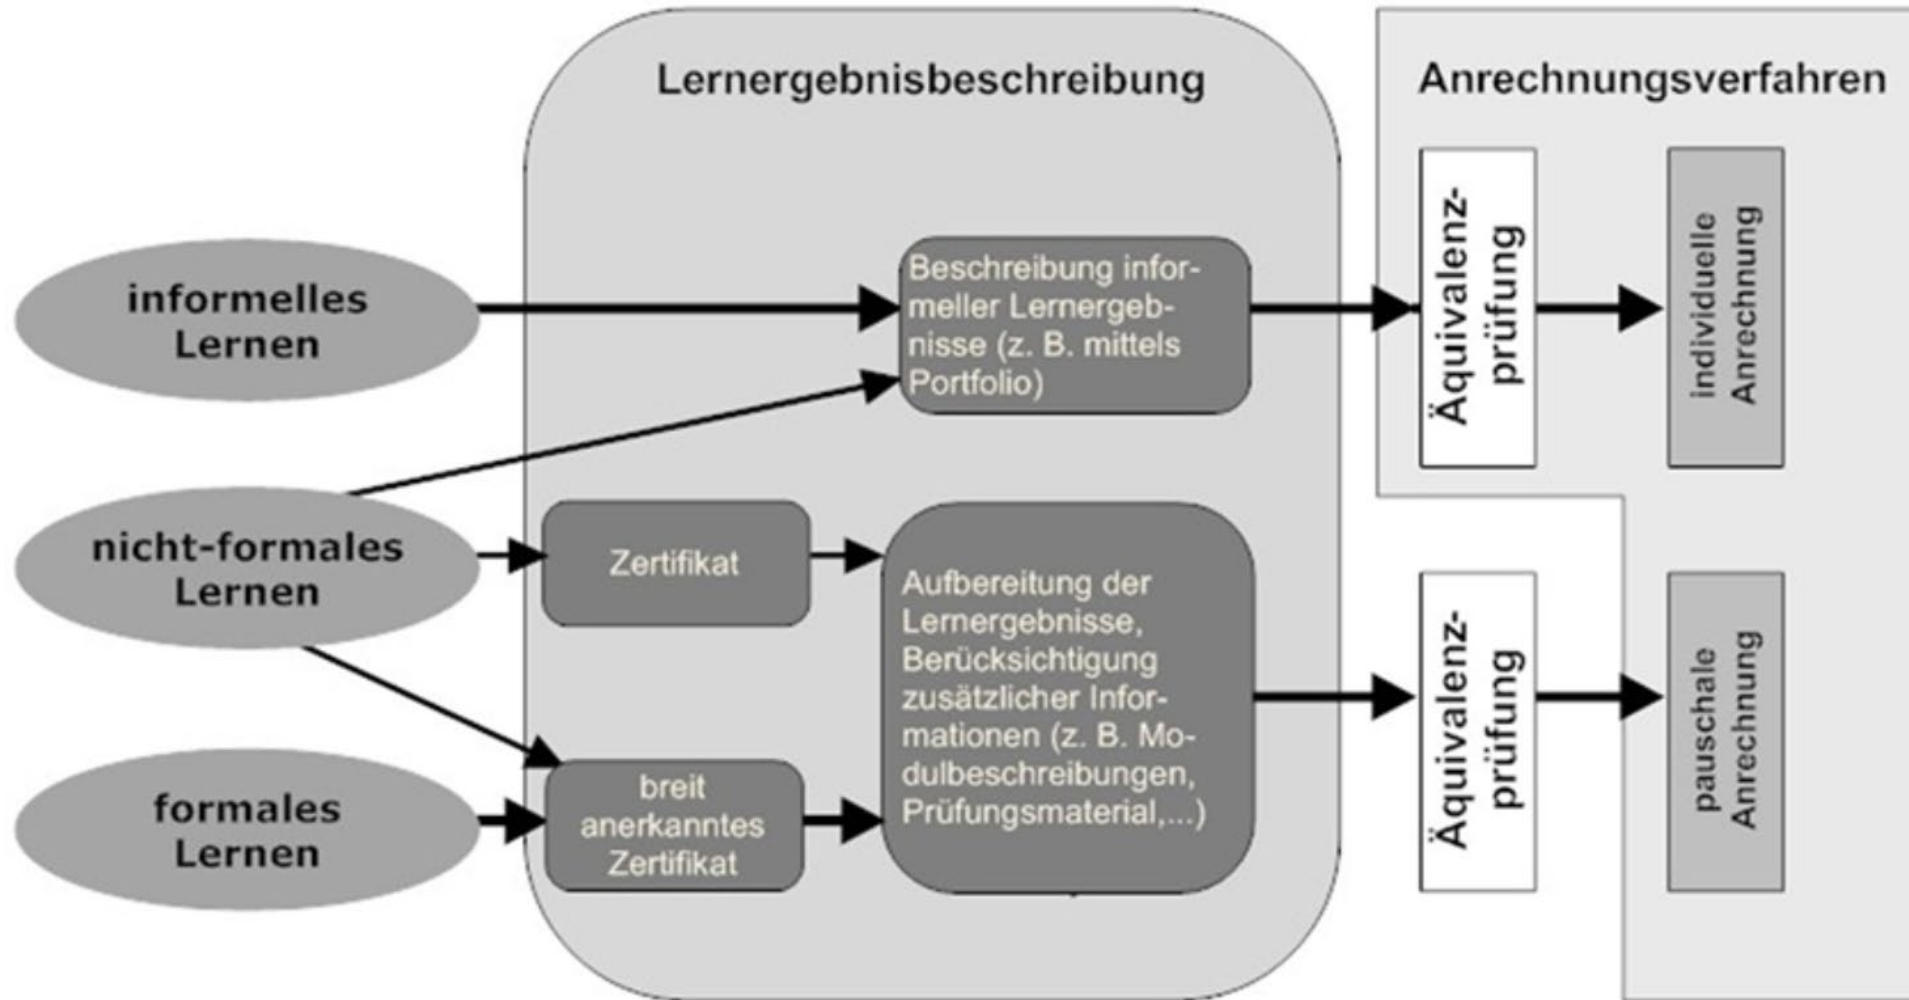 Lernergebnisbeschreibung
Anrechnungsverfahren
informelles
Lernen
Beschreibung infor-
meller Lernergeb-
nisse (z. B. mittels
Portfolio)
Äquivalenz-
prüfung
individuelle
Anrechnung
nicht-formales
Lernen
Zertifikat
Aufbereitung der
Lernergebnisse,
Berücksichtigung
zusätzlicher Infor-
mationen (z. B. Mo-
dulbeschreibungen,
Prüfungsmaterial,...)
formales
Lernen
breit
anerkanntes
Zertifikat
Äquivalenz-
prüfung
pauschale
Anrechnung